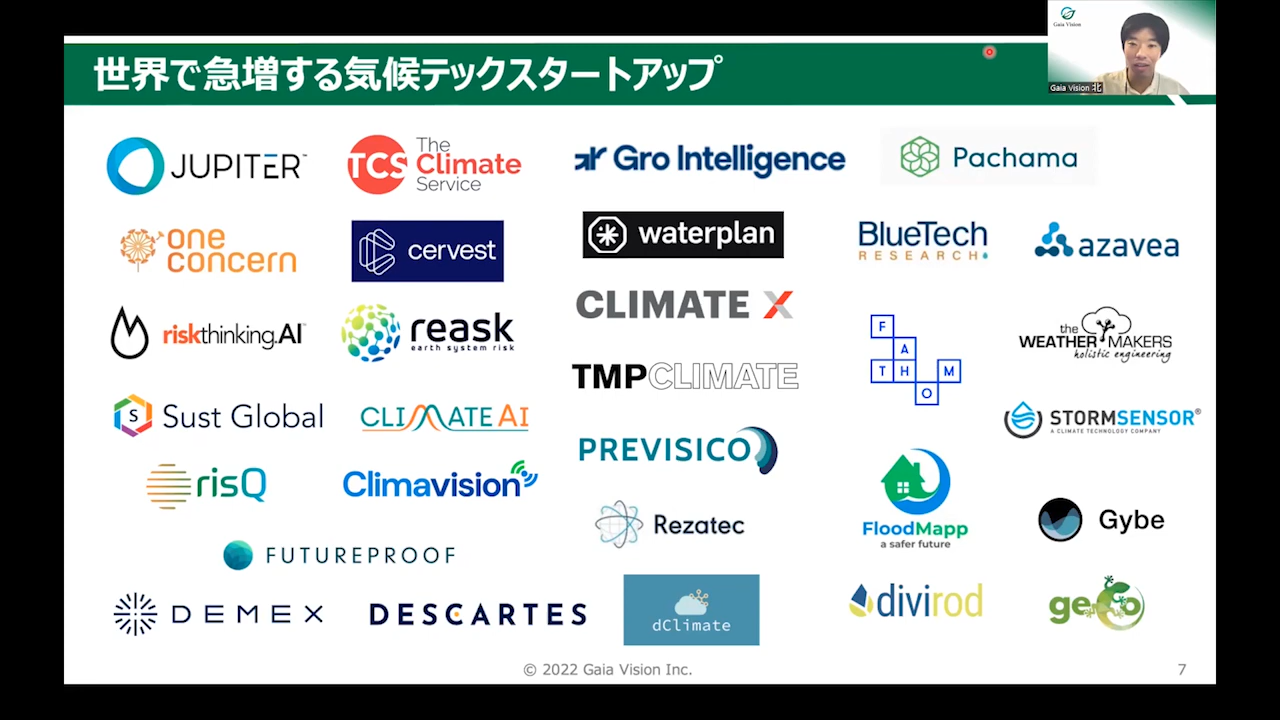 世界で急増する気候テックスタートアップ
Gaia Vision
Gaia Vision 北
JUPITER™
TCS The Climate Service
Gro Intelligence
Pachama
one concern
cervest
waterplan
BlueTech RESEARCH
azavea
riskthinking.AI™
reask
earth system risk
CLIMATE X
FATHOM
the WEATHER MAKERS
holistic engineering
TMPCLIMATE
S Sust Global
CLIMATE AI
PREVISICO
STORMSENSOR®
A CLIMATE TECHNOLOGY COMPANY
risQ
Climavision
Rezatec
FloodMapp
a safer future
Gybe
FUTUREPROOF
DEMEX
DESCARTES
dClimate
divirod
geco
© 2022 Gaia Vision Inc.
7